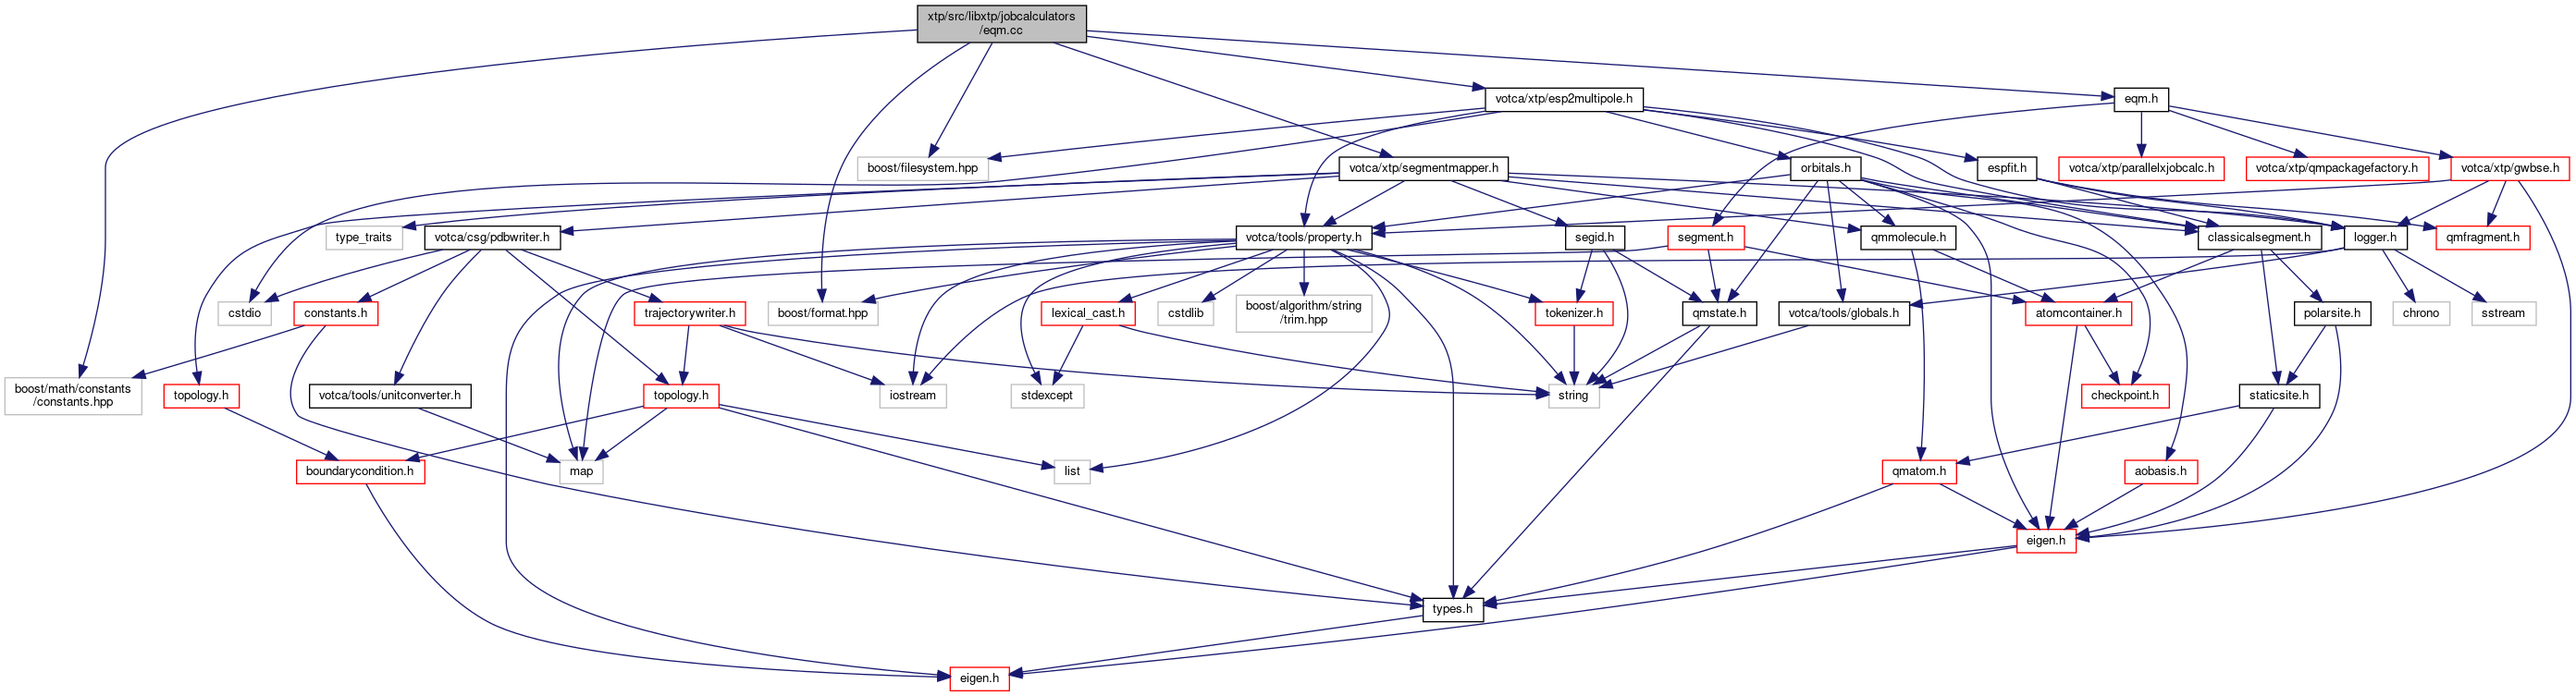 xtp/src/libxtp/jobcalculators
/eqm.cc
votca/xtp/esp2multipole.h
eqm.h
boost/filesystem.hpp
votca/xtp/segmentmapper.h
orbitals.h
espfit.h
votca/xtp/parallelxjobcalc.h
votca/xtp/qmpackagefactory.h
votca/xtp/gwbse.h
type_traits
votca/csg/pdbwriter.h
votca/tools/property.h
segid.h
segment.h
qmmolecule.h
classicalsegment.h
logger.h
qmfragment.h
cstdio
constants.h
trajectorywriter.h
boost/format.hpp
lexical_cast.h
cstdlib
boost/algorithm/string
/trim.hpp
tokenizer.h
qmstate.h
votca/tools/globals.h
atomcontainer.h
polarsite.h
chrono
sstream
boost/math/constants
/constants.hpp
topology.h
votca/tools/unitconverter.h
topology.h
iostream
stdexcept
string
checkpoint.h
staticsite.h
boundarycondition.h
map
list
qmatom.h
aobasis.h
eigen.h
types.h
eigen.h